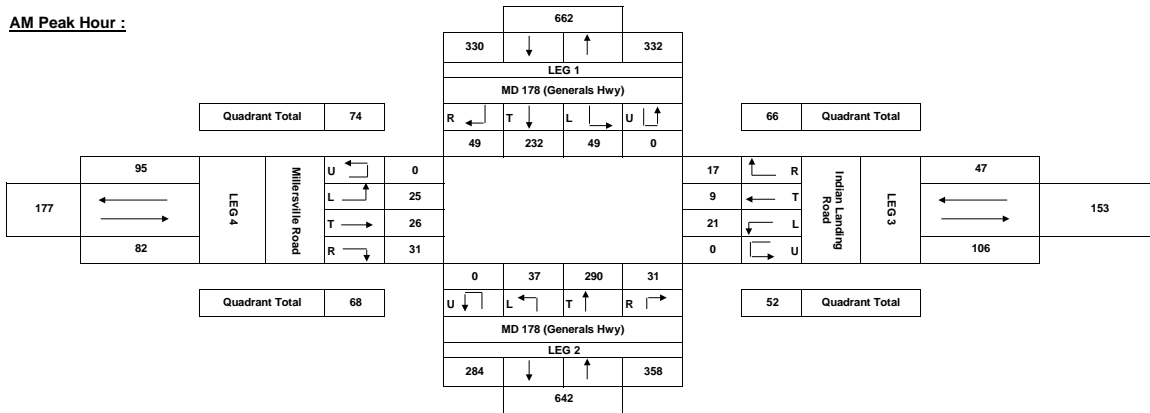 AM Peak Hour :
662
330 332
LEG 1
MD 178 (Generals Hwy)
Quadrant Total 74
R T L U
66 Quadrant Total
49 232 49 0
95
177
82
LEG 4
Millersville Road
U 0
L 25
T 26
R 31
17 R
9 T
21 L
0 U
Indian Landing
Road
LEG 3
47
153
106
0 37 290 31
Quadrant Total 68
U L T R
52 Quadrant Total
MD 178 (Generals Hwy)
LEG 2
284 358
642